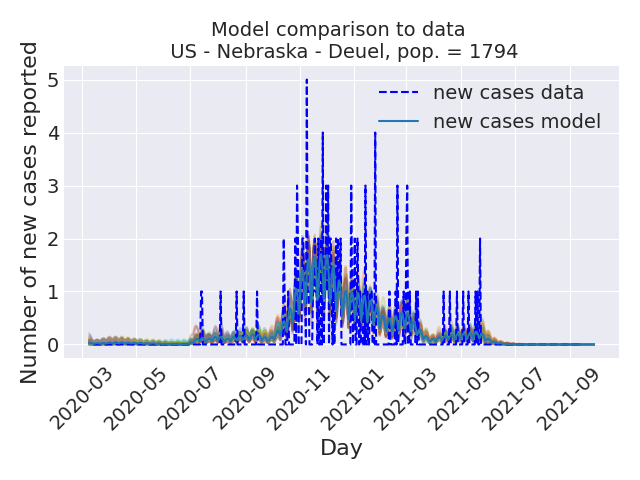 Model comparison to data
US - Nebraska - Deuel, pop. = 1794
Number of new cases reported
5
4
3
2
1
0
new cases data
new cases model
2020-03
2020-05
2020-07
2020-09
2020-11
2021-01
2021-03
2021-05
2021-07
2021-09
Day